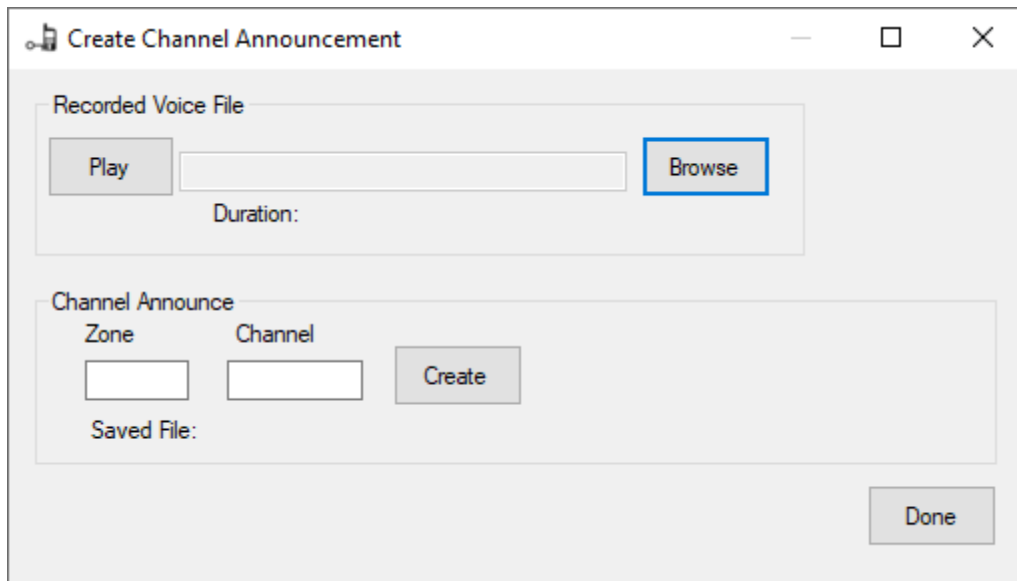 Create Channel Announcement
Recorded Voice File
Play
Browse
Duration:
Channel Announce
Zone Channel
Create
Saved File:
Done